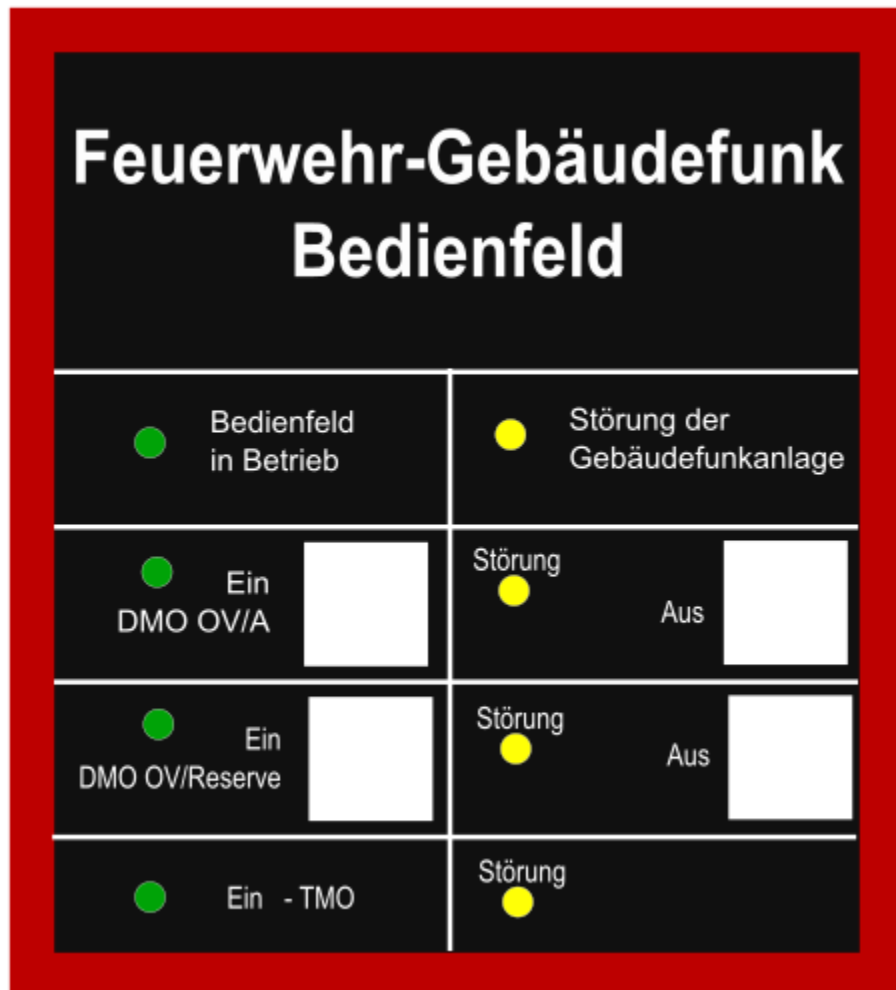 Feuerwehr-Gebäudefunk
Bedienfeld
Bedienfeld
in Betrieb
Störung der
Gebäudefunkanlage
Ein
DMO OV/A
Störung
Aus
Ein
DMO OV/Reserve
Störung
Aus
Ein - TMO
Störung